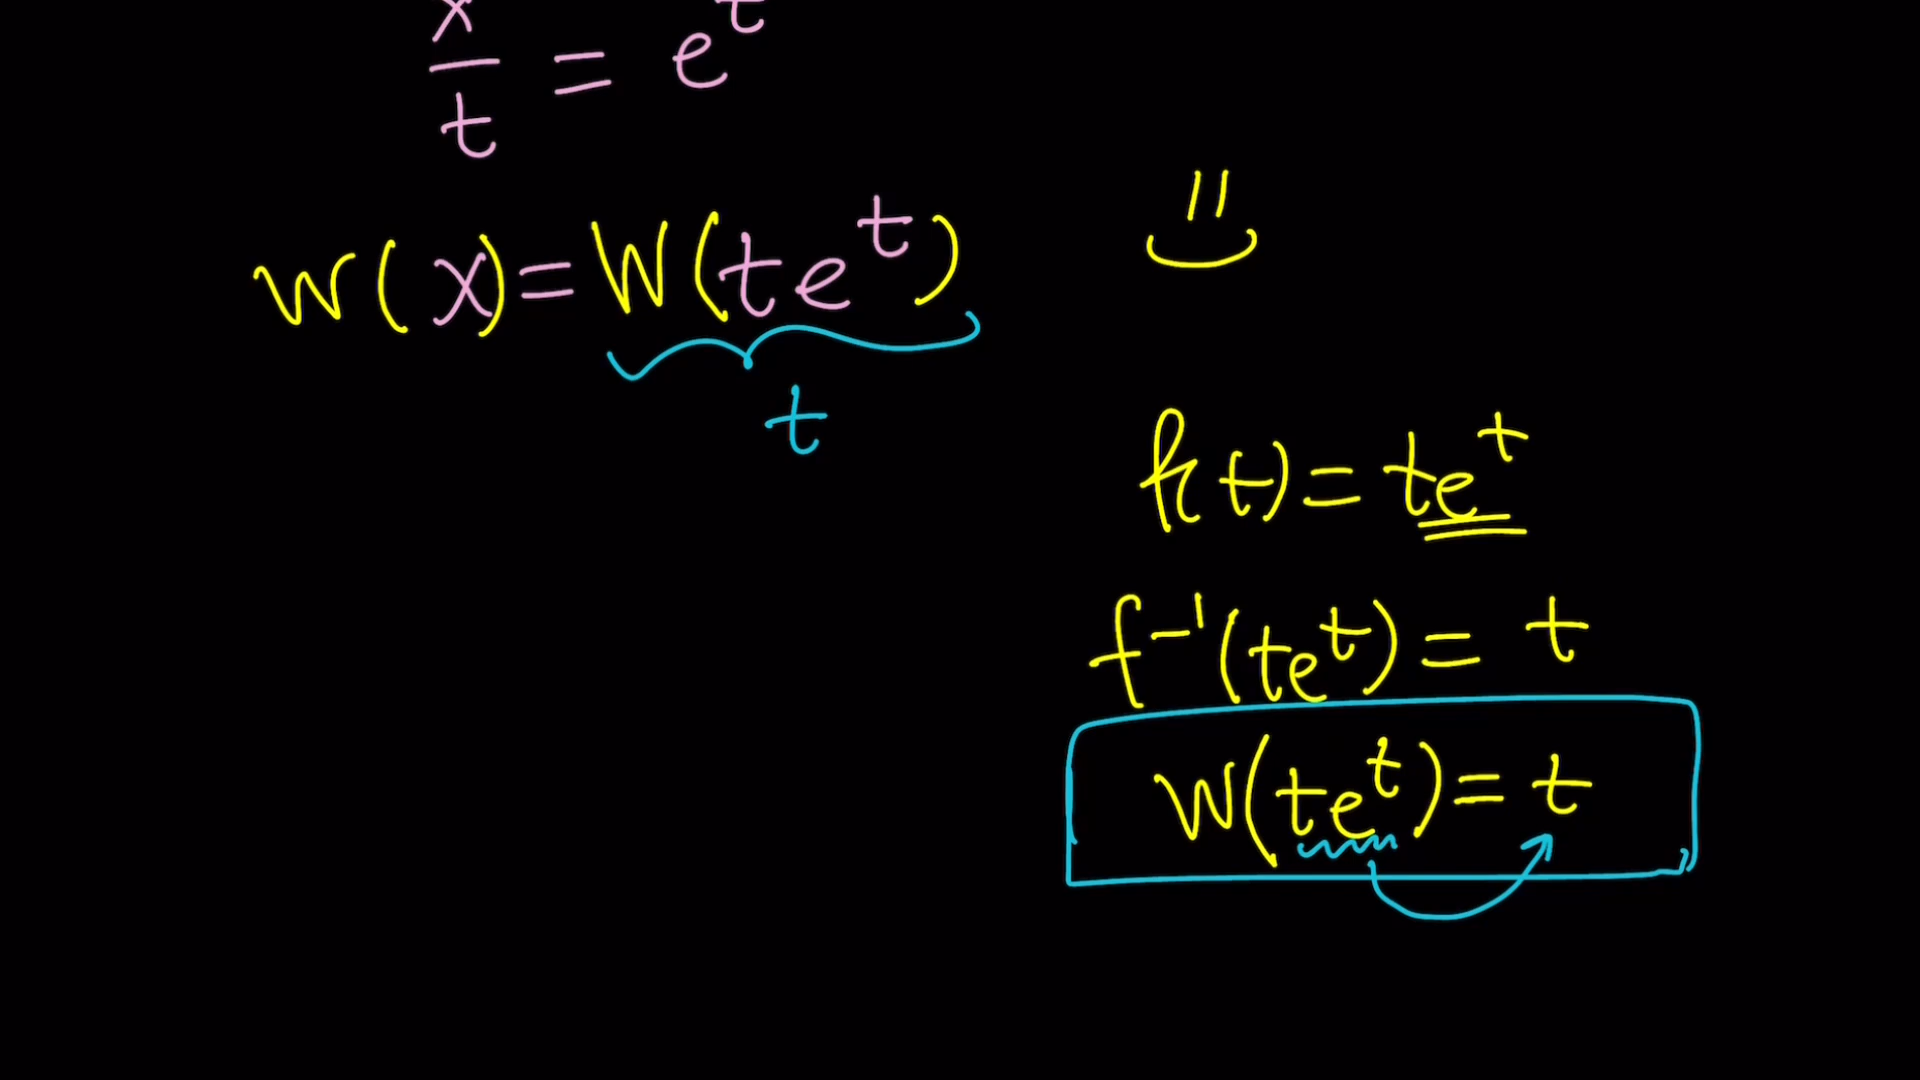 x/t = e^t
W(x) = W(te^t)
t
f(t) = te^t
f^-1(te^t) = t
W(te^t) = t